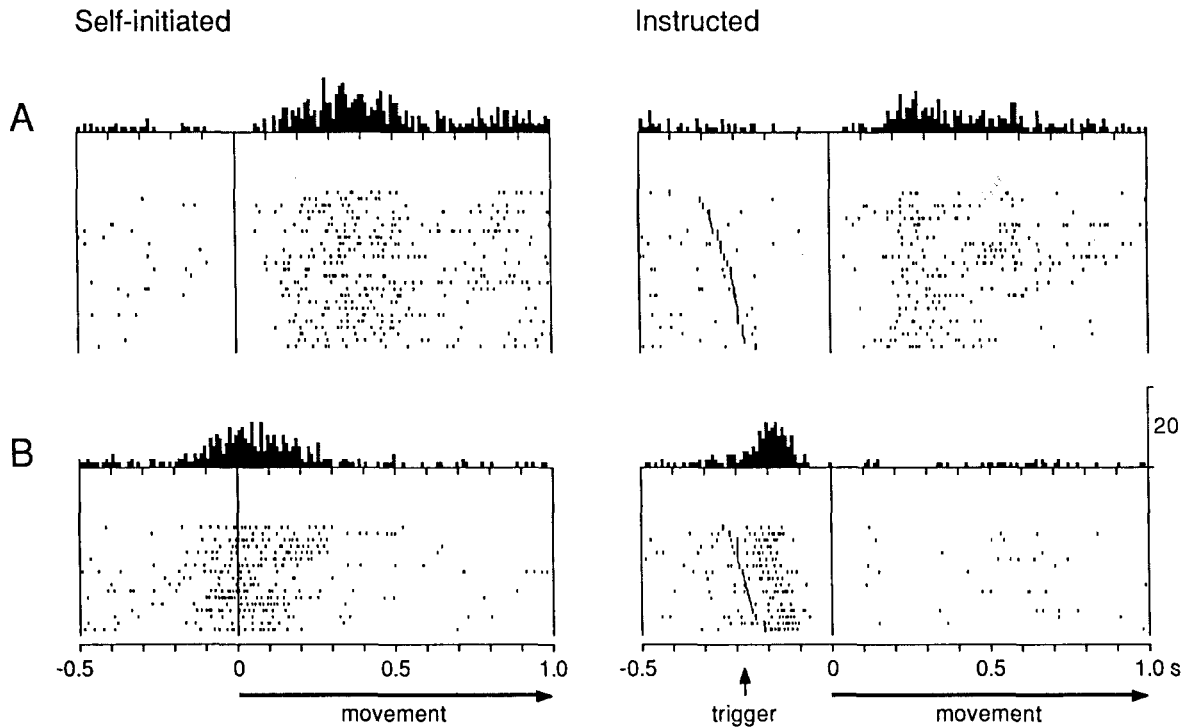 Self-initiated
Instructed
A
B
20
-0.5 0 0.5 1.0
-0.5 0 0.5 1.0 s
movement
trigger
movement